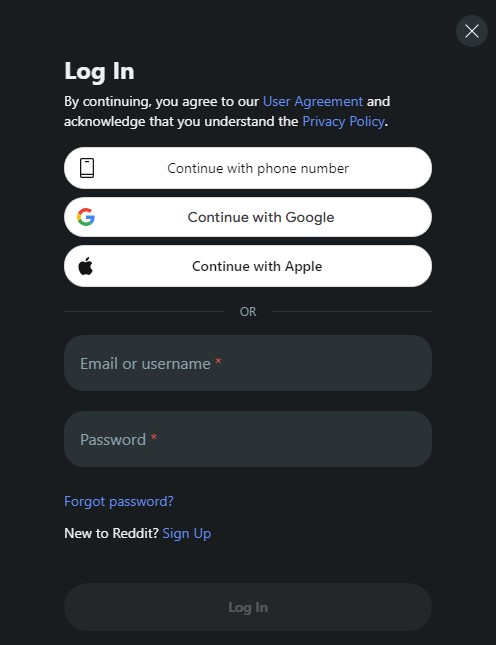 Log In
By continuing, you agree to our User Agreement and
acknowledge that you understand the Privacy Policy.
Continue with phone number
Continue with Google
Continue with Apple
OR
Email or username *
Password *
Forgot password?
New to Reddit? Sign Up
Log In